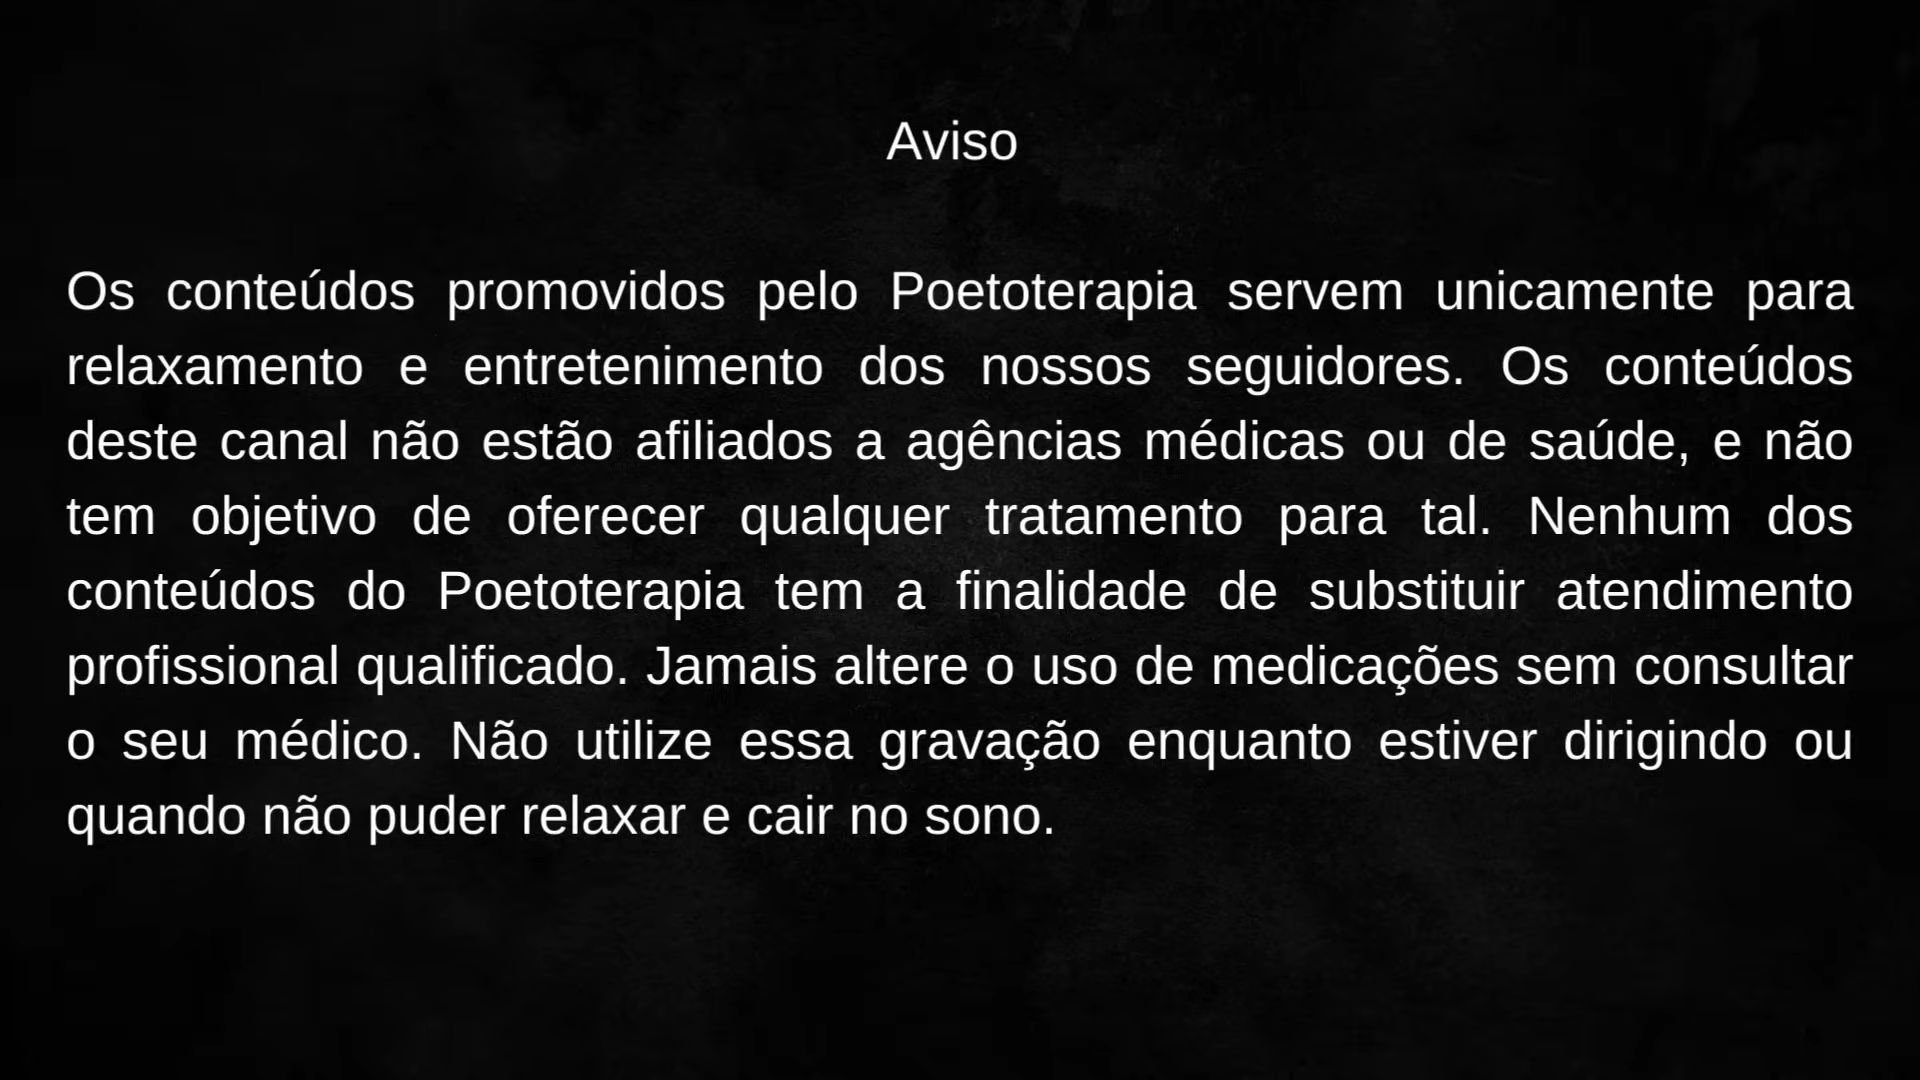 Aviso
Os conteúdos promovidos pelo Poetoterapia servem unicamente para
relaxamento e entretenimento dos nossos seguidores. Os conteúdos
deste canal não estão afiliados a agências médicas ou de saúde, e não
tem objetivo de oferecer qualquer tratamento para tal. Nenhum dos
conteúdos do Poetoterapia tem a finalidade de substituir atendimento
profissional qualificado. Jamais altere o uso de medicações sem consultar
o seu médico. Não utilize essa gravação enquanto estiver dirigindo ou
quando não puder relaxar e cair no sono.